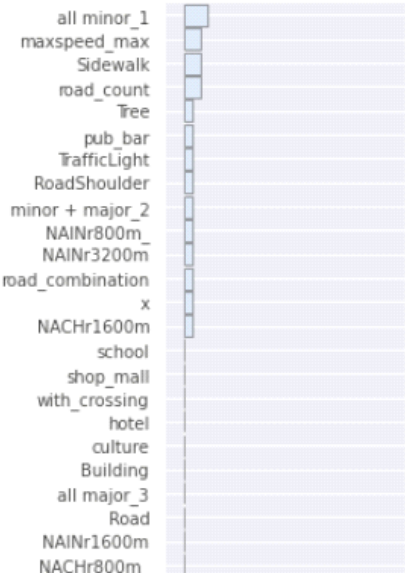 all minor_1
maxspeed_max
Sidewalk
road_count
Tree
pub_bar
TrafficLight
RoadShoulder
minor + major_2
NAINr800m_
NAINr3200m
road_combination
x
NACHr1600m
school
shop_mall
with_crossing
hotel
culture
Building
all major_3
Road
NAINr1600m
NACHr800m_